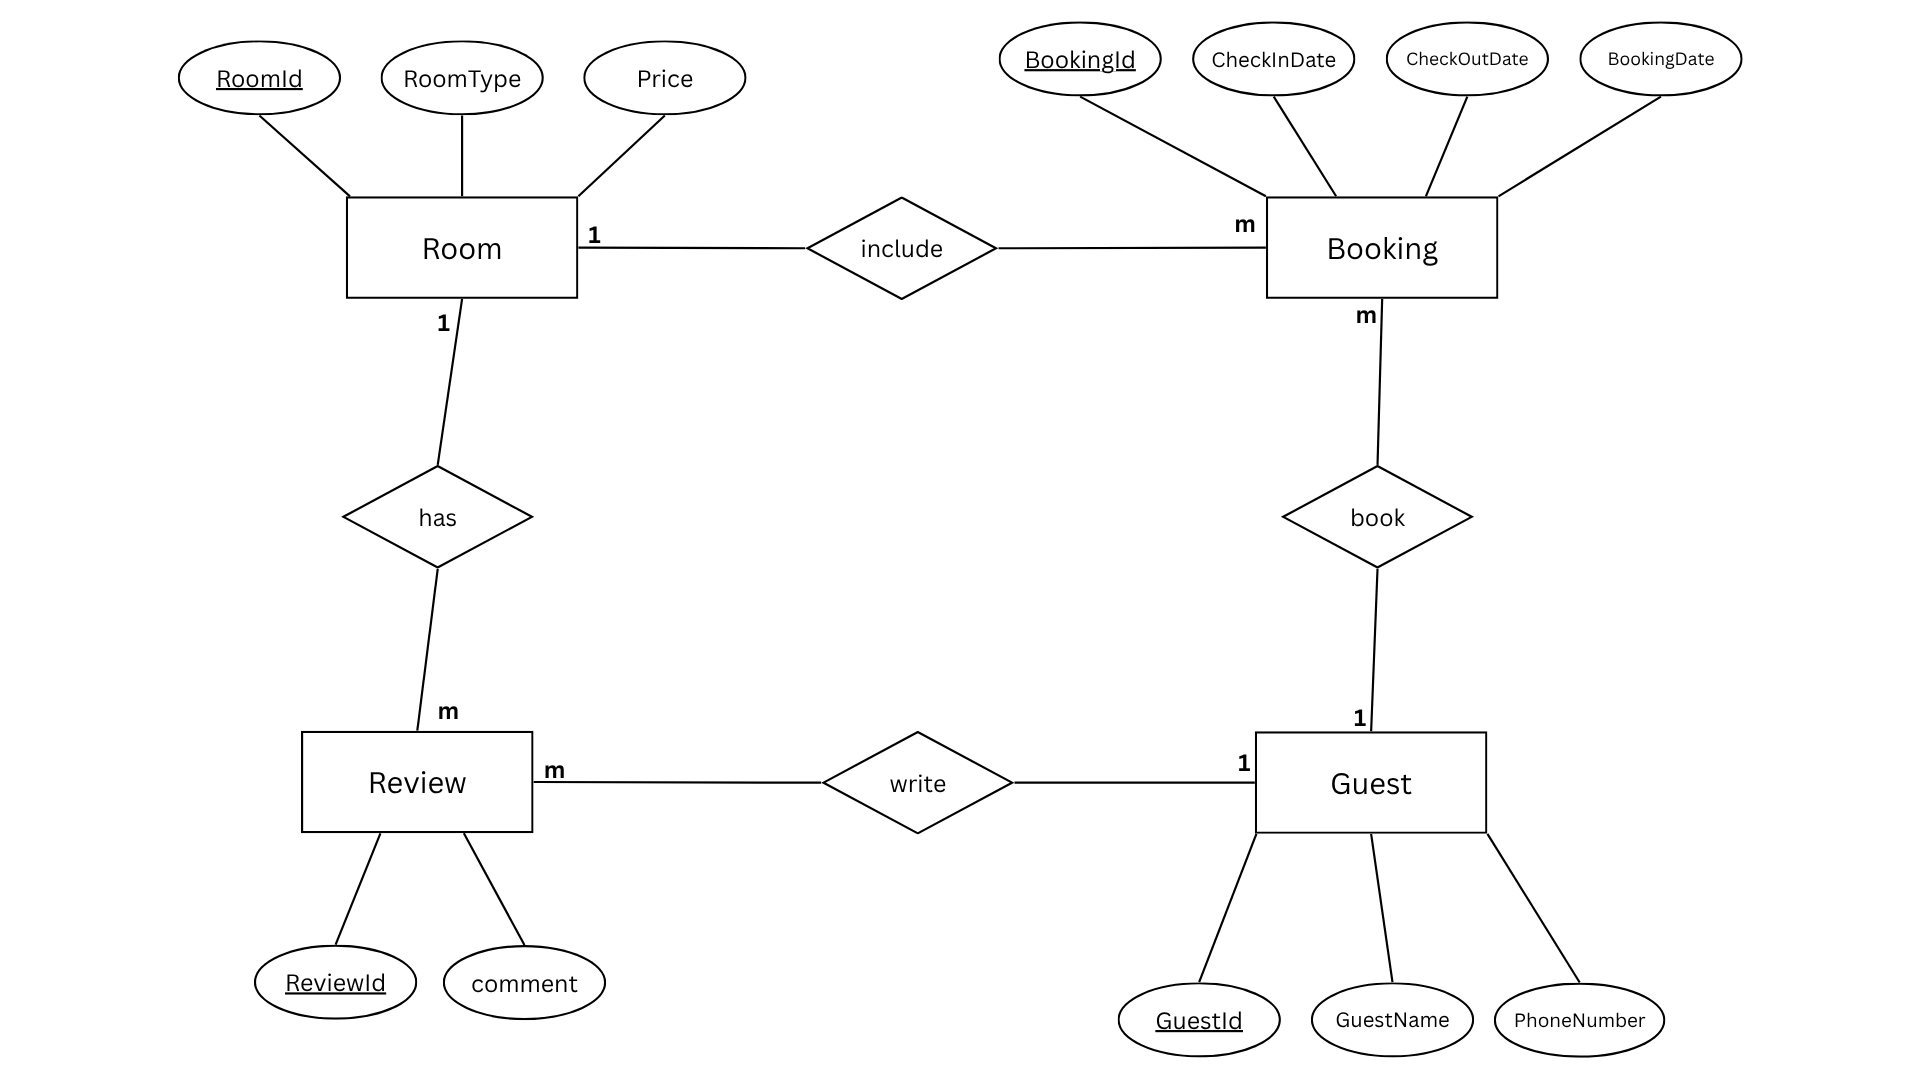 RoomId
RoomType
Price
BookingId
CheckInDate
CheckOutDate
BookingDate
Room
1
include
m
Booking
1
m
has
book
m
1
Review
m
write
1
Guest
ReviewId
comment
GuestId
GuestName
PhoneNumber